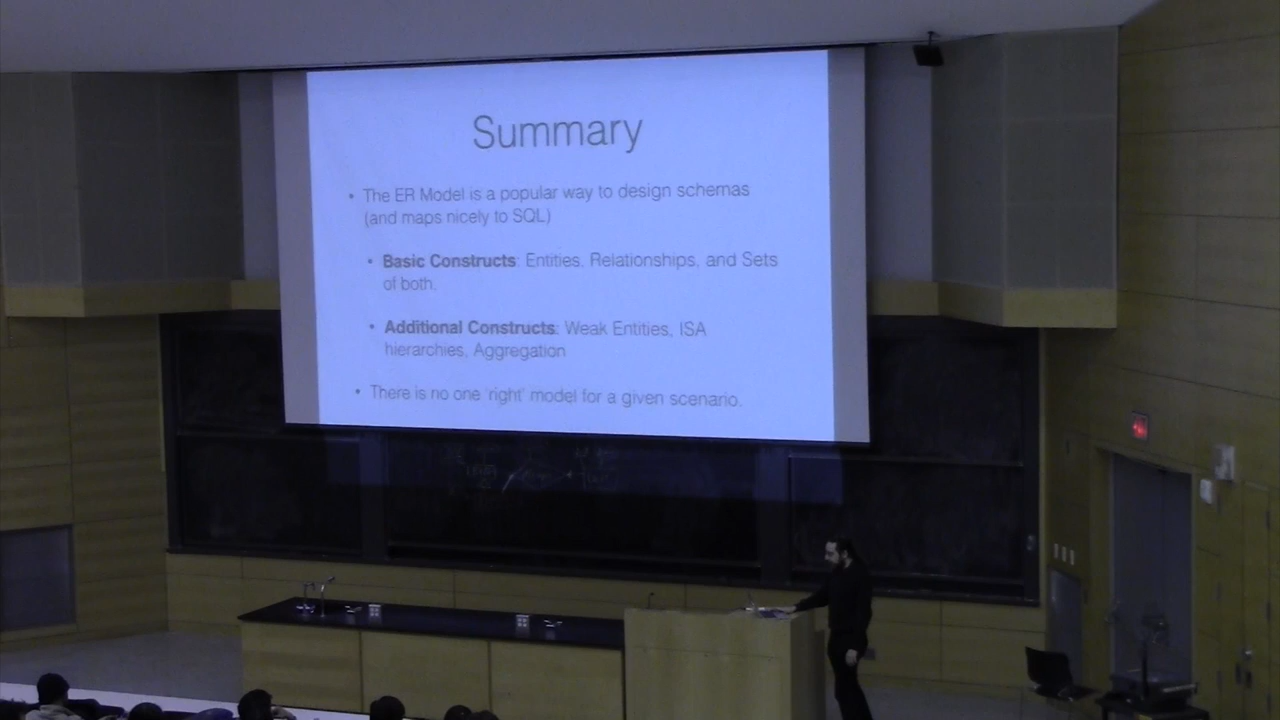 Summary
• The ER Model is a popular way to design schemas
(and maps nicely to SQL)
• Basic Constructs: Entities, Relationships, and Sets
of both.
• Additional Constructs: Weak Entities, ISA
hierarchies, Aggregation
• There is no one 'right' model for a given scenario.